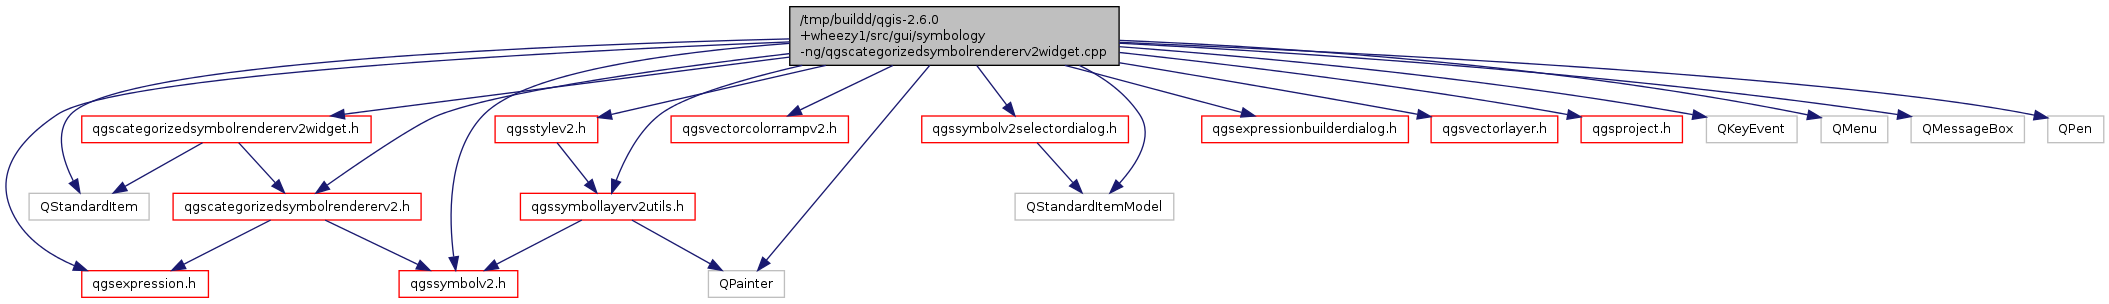 /tmp/buildd/qgis-2.6.0
+wheezy1/src/gui/symbology
-ng/qgscategorizedsymbolrendererv2widget.cpp
qgscategorizedsymbolrendererv2widget.h
qgsstylev2.h
qgsvectorcolorrampv2.h
qgssymbolv2selectordialog.h
qgsexpressionbuilderdialog.h
qgsvectorlayer.h
qgsproject.h
QKeyEvent
QMenu
QMessageBox
QPen
QStandardItem
qgscategorizedsymbolrendererv2.h
qgssymbollayerv2utils.h
QStandardItemModel
qgsexpression.h
qgssymbolv2.h
QPainter